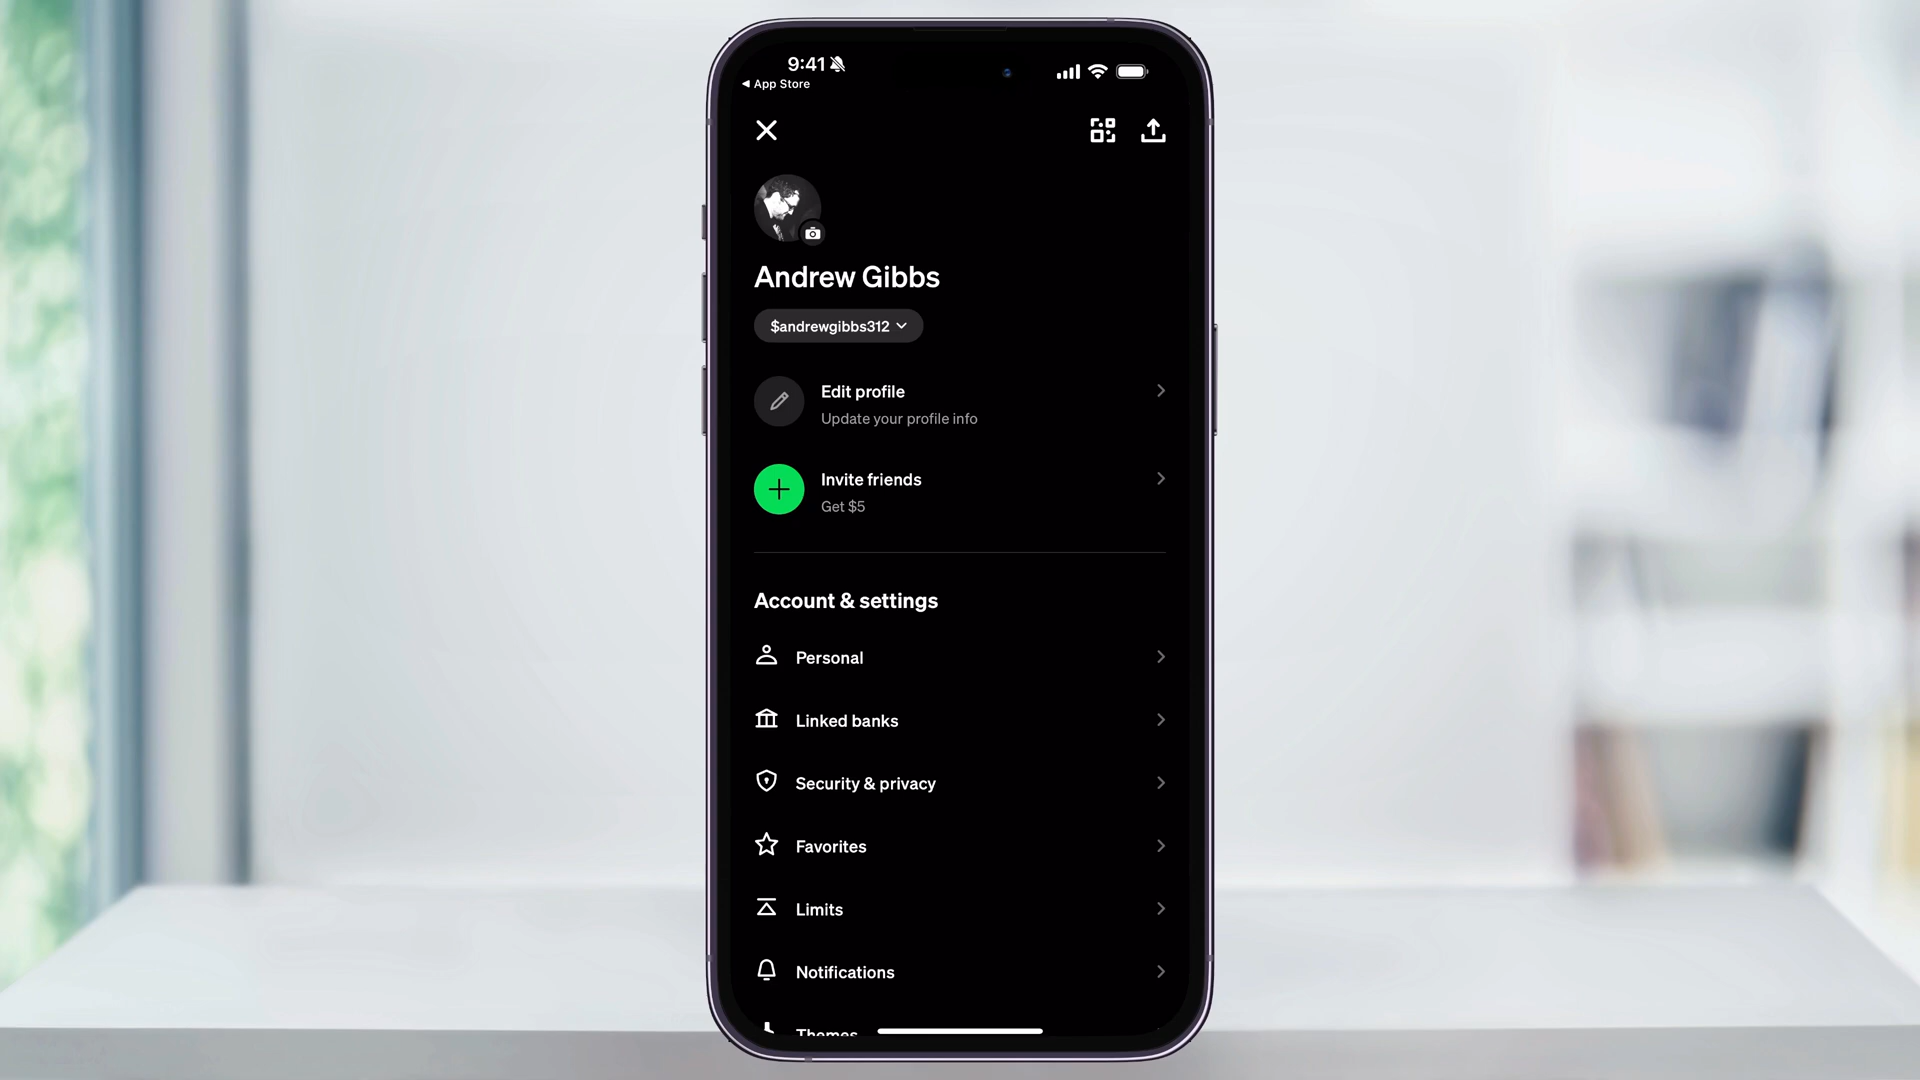 9:41
◀ App Store
Andrew Gibbs
$andrewgibbs312
Edit profile
Update your profile info
Invite friends
Get $5
Account & settings
Personal
Linked banks
Security & privacy
Favorites
Limits
Notifications
Themes